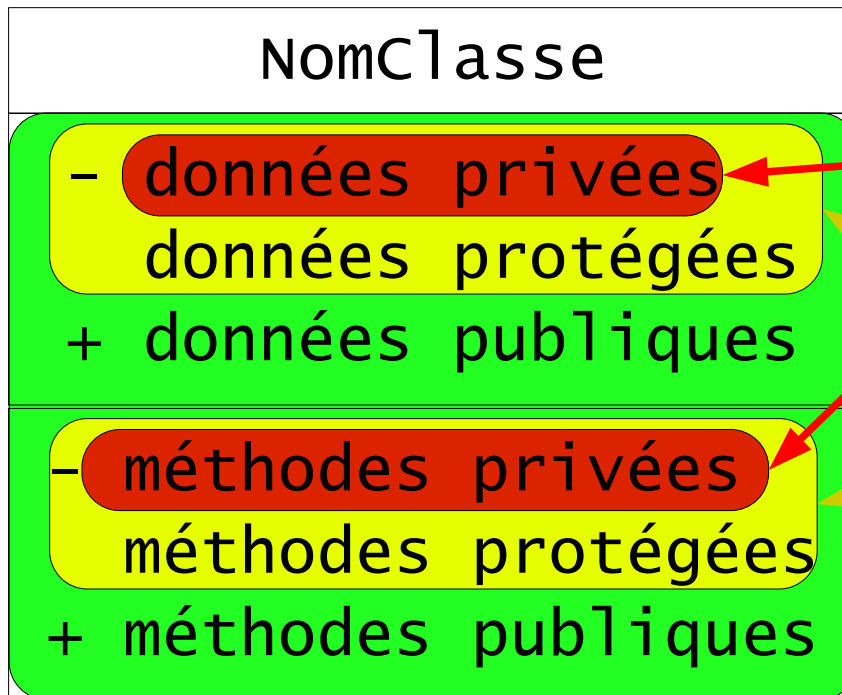 NomClasse
- données privées
données protégées
+ données publiques
- méthodes privées
méthodes protégées
+ méthodes publiques